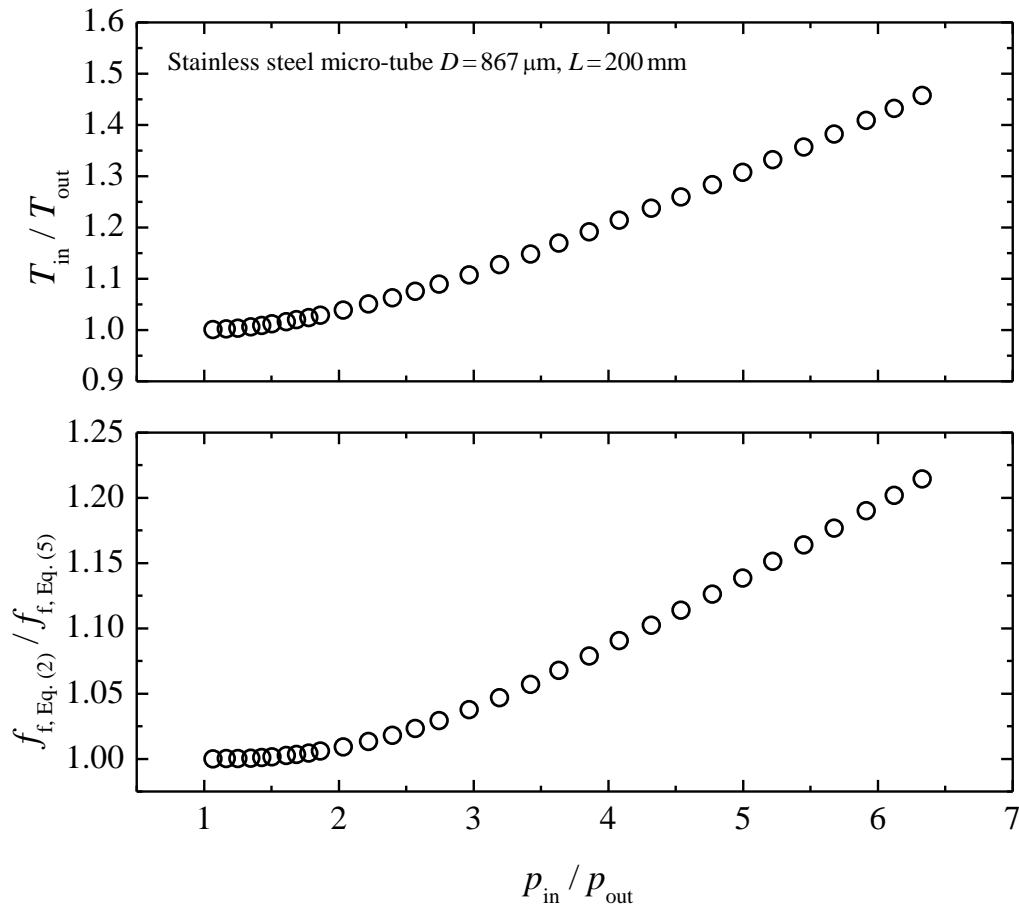 1.6
Stainless steel micro-tube D = 867 μm, L = 200 mm
1.5
1.4
1.3
1.2
1.1
1.0
0.9
T_in / T_out
1.25
1.20
1.15
1.10
1.05
1.00
f_f, Eq. (2) / f_f, Eq. (5)
1 2 3 4 5 6 7
p_in / p_out